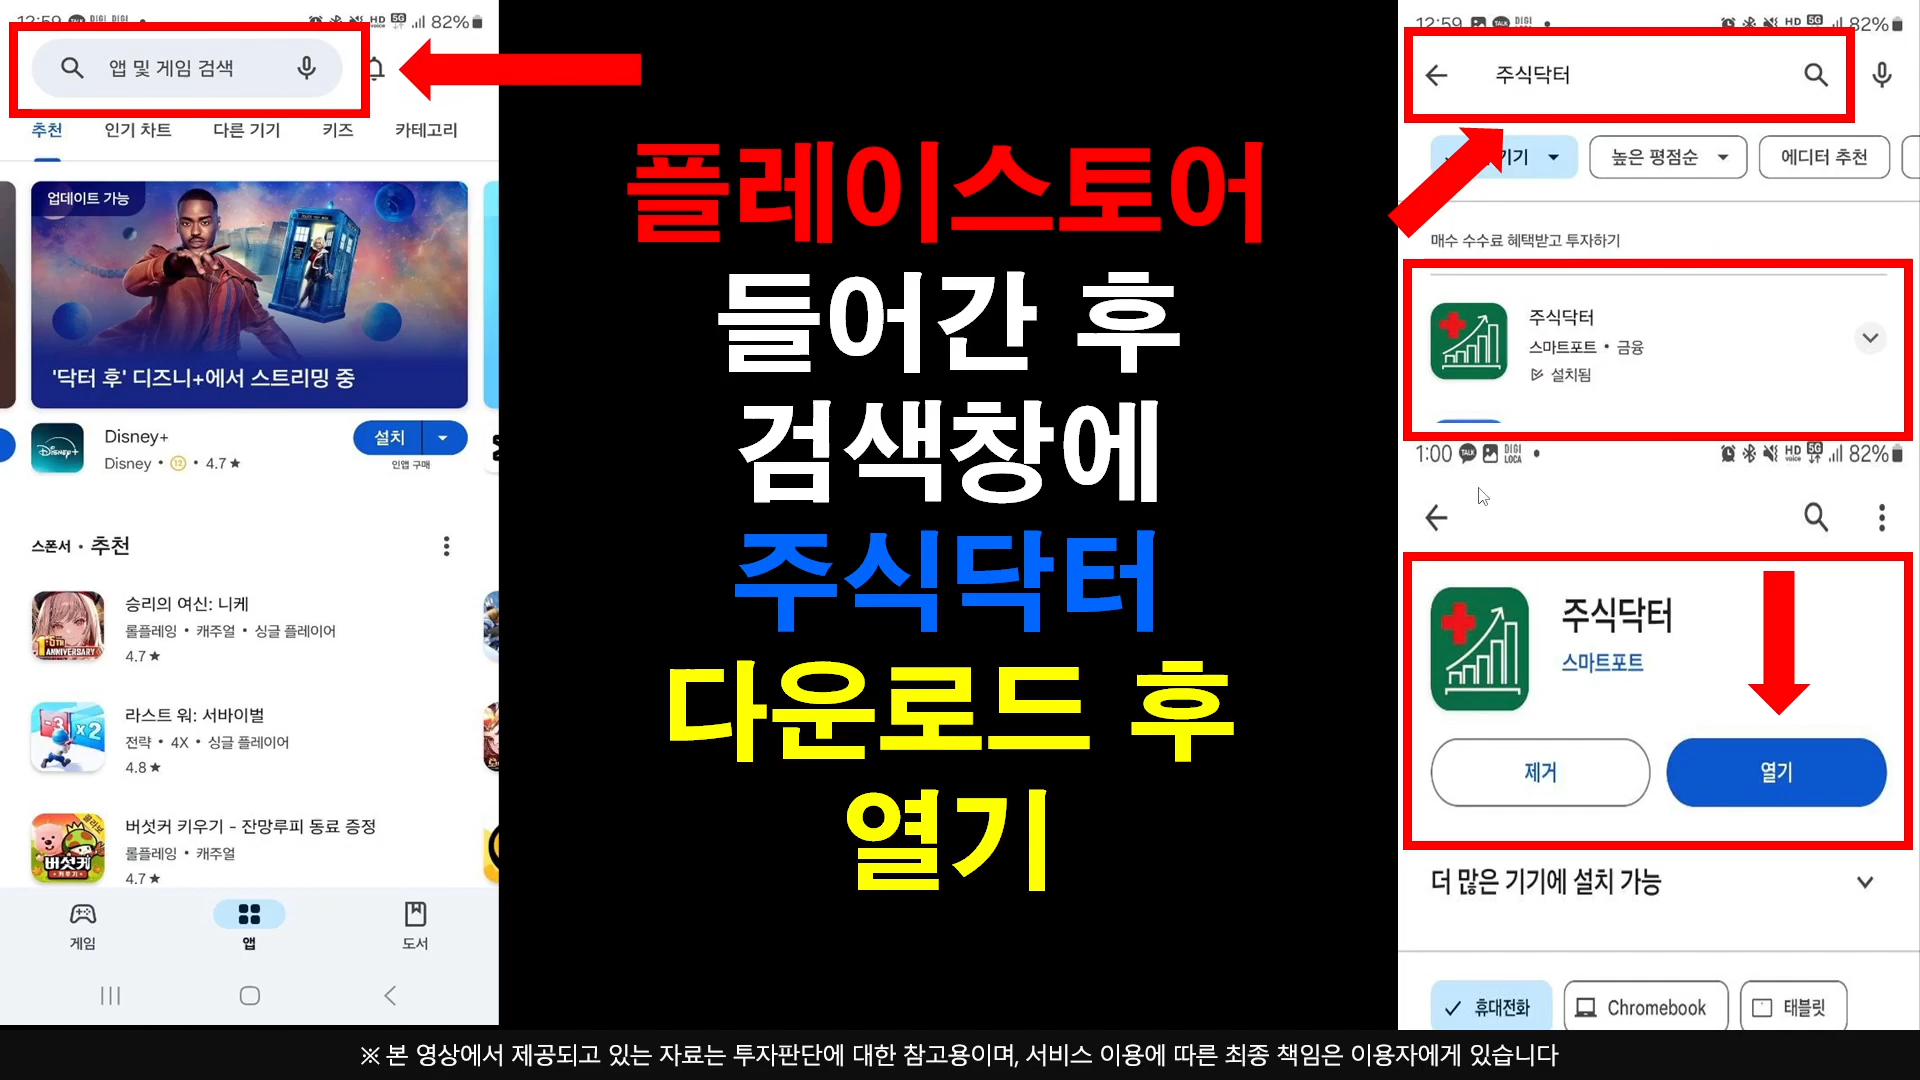 12:59
82%
앱 및 게임 검색
추천
인기 차트
다른 기기
키즈
카테고리
업데이트 가능
'닥터 후' 디즈니+에서 스트리밍 중
Disney+
Disney • 12 • 4.7★
설치
인앱 구매
스폰서 • 추천
승리의 여신: 니케
롤플레잉 • 캐주얼 • 싱글 플레이어
4.7★
라스트 워: 서바이벌
전략 • 4X • 싱글 플레이어
4.8★
버섯커 키우기 - 잔망루피 동료 증정
롤플레잉 • 캐주얼
4.7★
게임
앱
도서
플레이스토어
들어간 후
검색창에
주식닥터
다운로드 후
열기
12:59
82%
주식닥터
기기
높은 평점순
에디터 추천
매수 수수료 혜택받고 투자하기
주식닥터
스마트포트 • 금융
설치됨
1:00
82%
주식닥터
스마트포트
제거
열기
더 많은 기기에 설치 가능
휴대전화
Chromebook
태블릿
※ 본 영상에서 제공되고 있는 자료는 투자판단에 대한 참고용이며, 서비스 이용에 따른 최종 책임은 이용자에게 있습니다